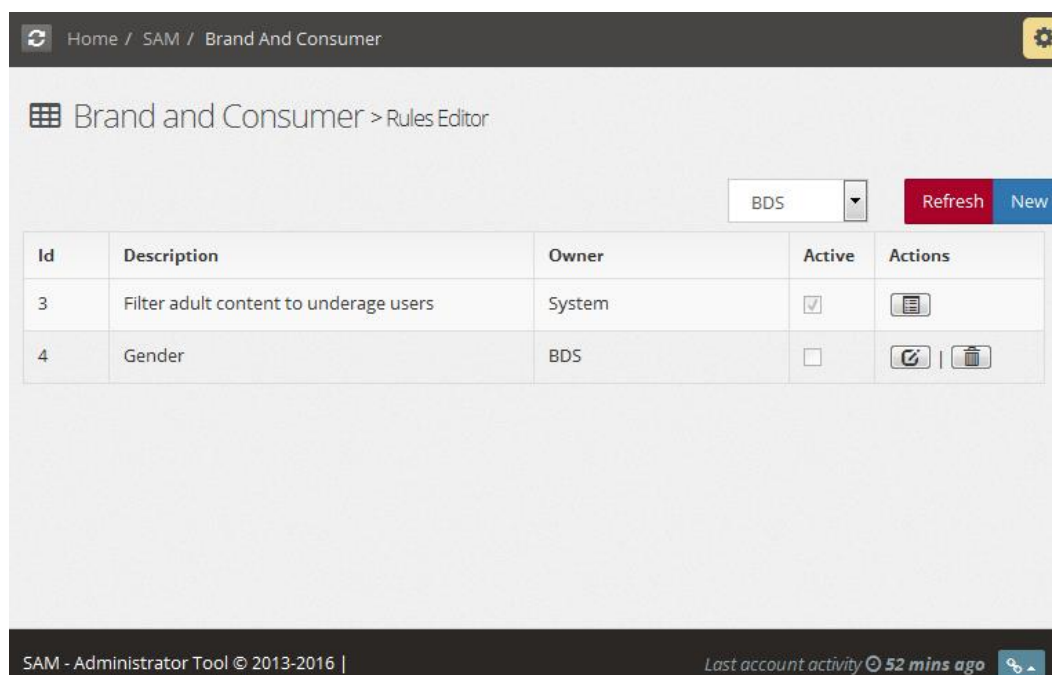 Home / SAM / Brand And Consumer
Brand and Consumer > Rules Editor
BDS Refresh New
Id Description Owner Active Actions
3 Filter adult content to underage users System
4 Gender BDS |
SAM - Administrator Tool © 2013-2016 | Last account activity 52 mins ago